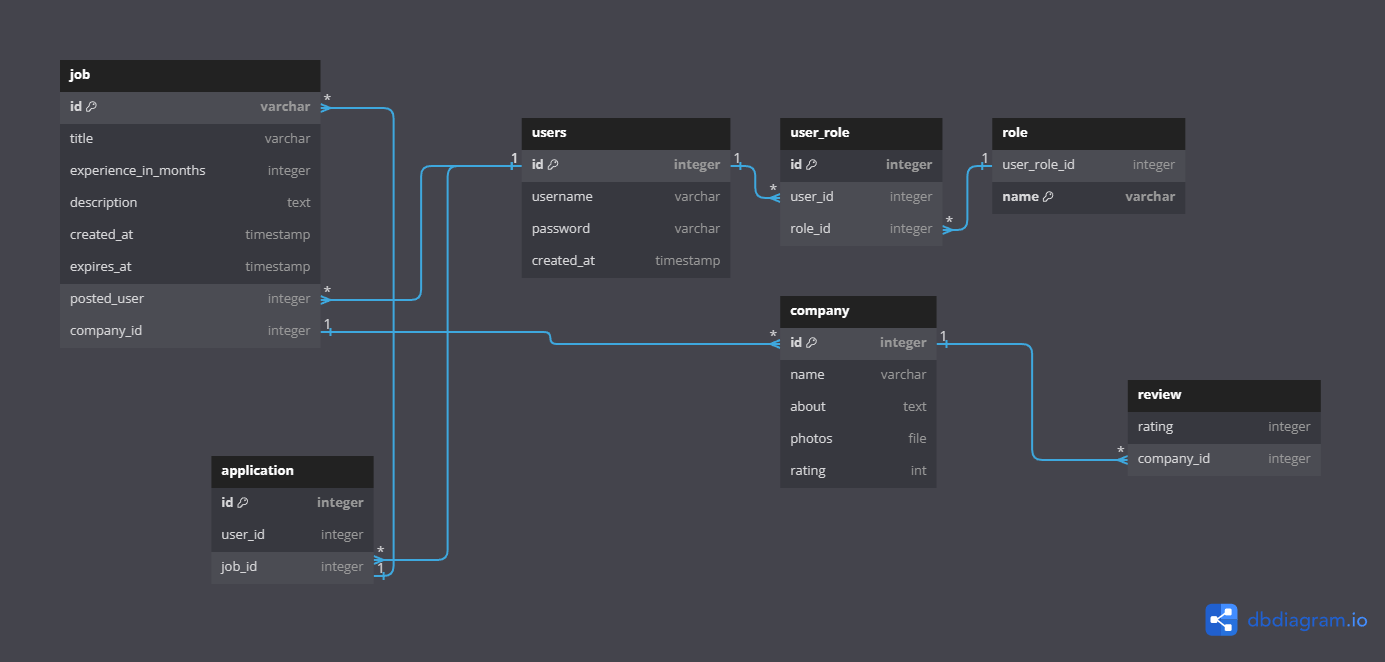 job
id varchar
title varchar
experience_in_months integer
description text
created_at timestamp
expires_at timestamp
posted_user integer
company_id integer
* 
*
1
users
1 id integer 1
username varchar
password varchar
created_at timestamp
user_role
id integer
* user_id integer
role_id integer *
role
1 user_role_id integer
name varchar
company
* id integer 1
name varchar
about text
photos file
rating int
review
rating integer
* company_id integer
application
id integer
user_id integer
job_id integer
*
1
dbdiagram.io